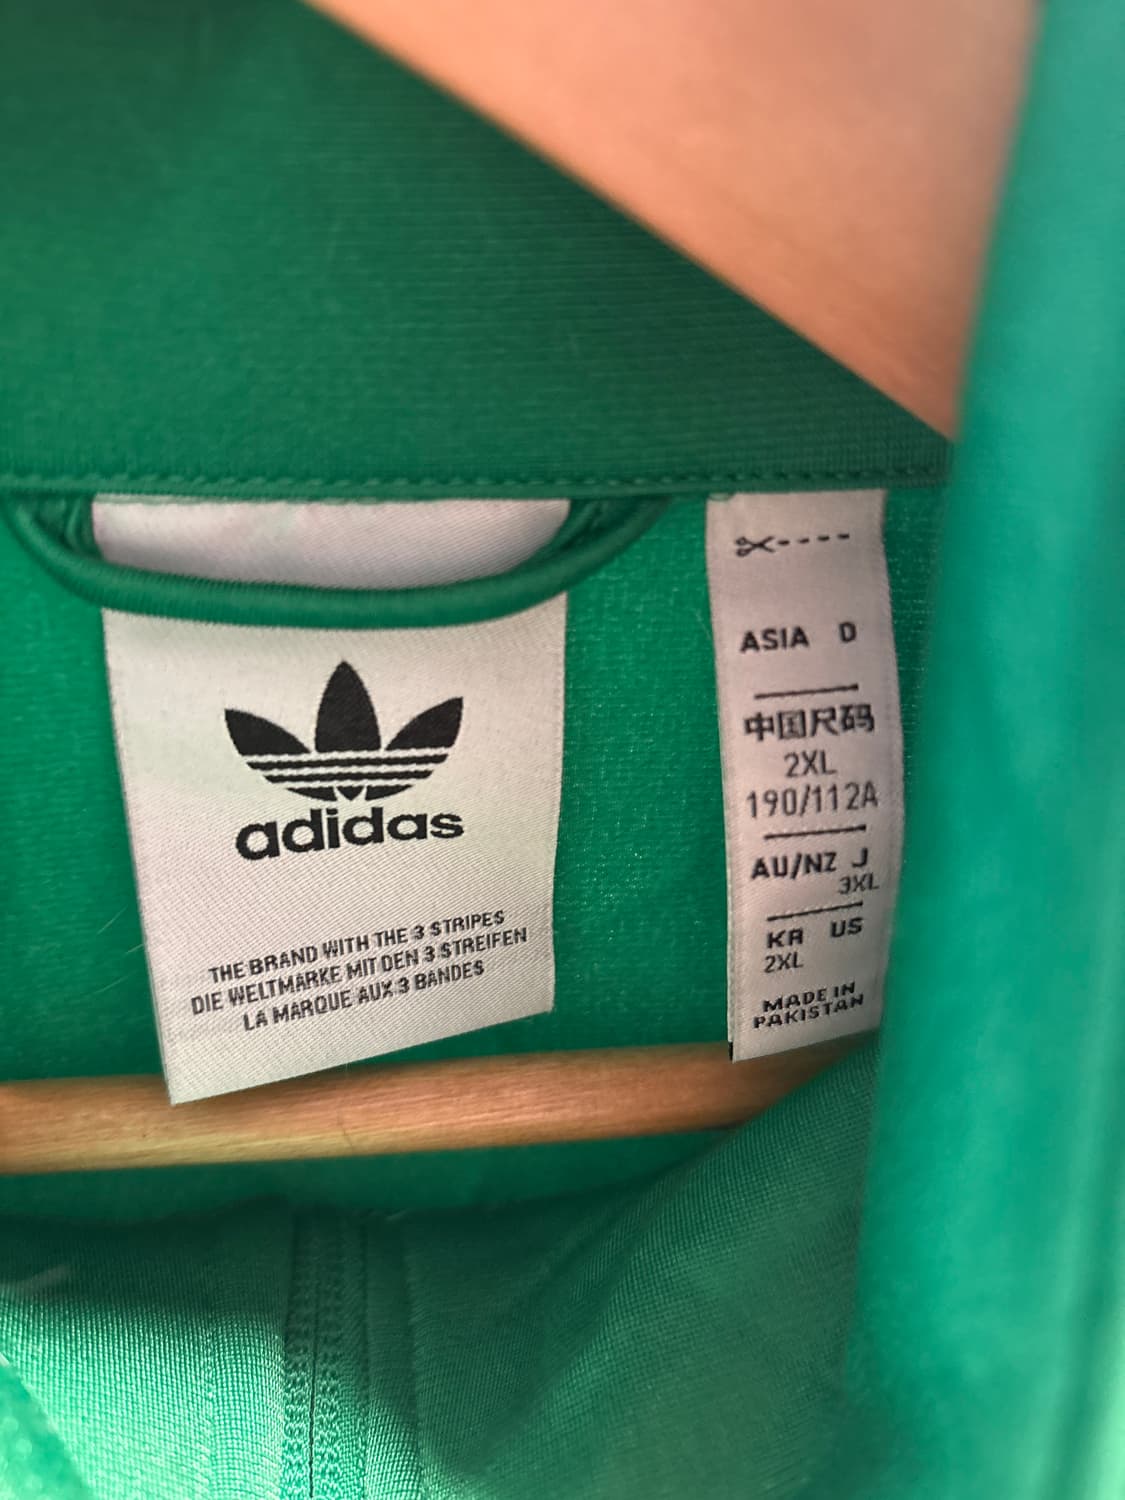 adidas
THE BRAND WITH THE 3 STRIPES
DIE WELTMARKE MIT DEN 3 STREIFEN
LA MARQUE AUX 3 BANDES
ASIA D
中国尺码
2XL
190/112A
AU/NZ J
3XL
KR US
2XL
MADE IN
PAKISTAN